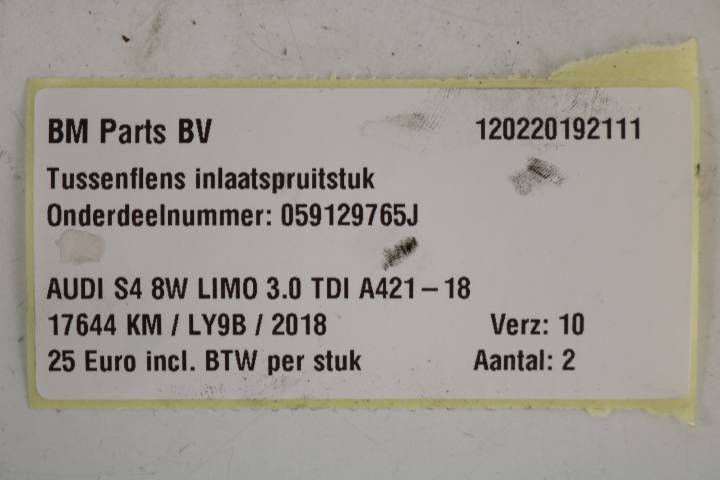 BM Parts BV 120220192111
Tussenflens inlaatspruitstuk
Onderdeelnummer: 059129765J
AUDI S4 8W LIMO 3.0 TDI A421-18
17644 KM / LY9B / 2018 Verz: 10
25 Euro incl. BTW per stuk Aantal: 2